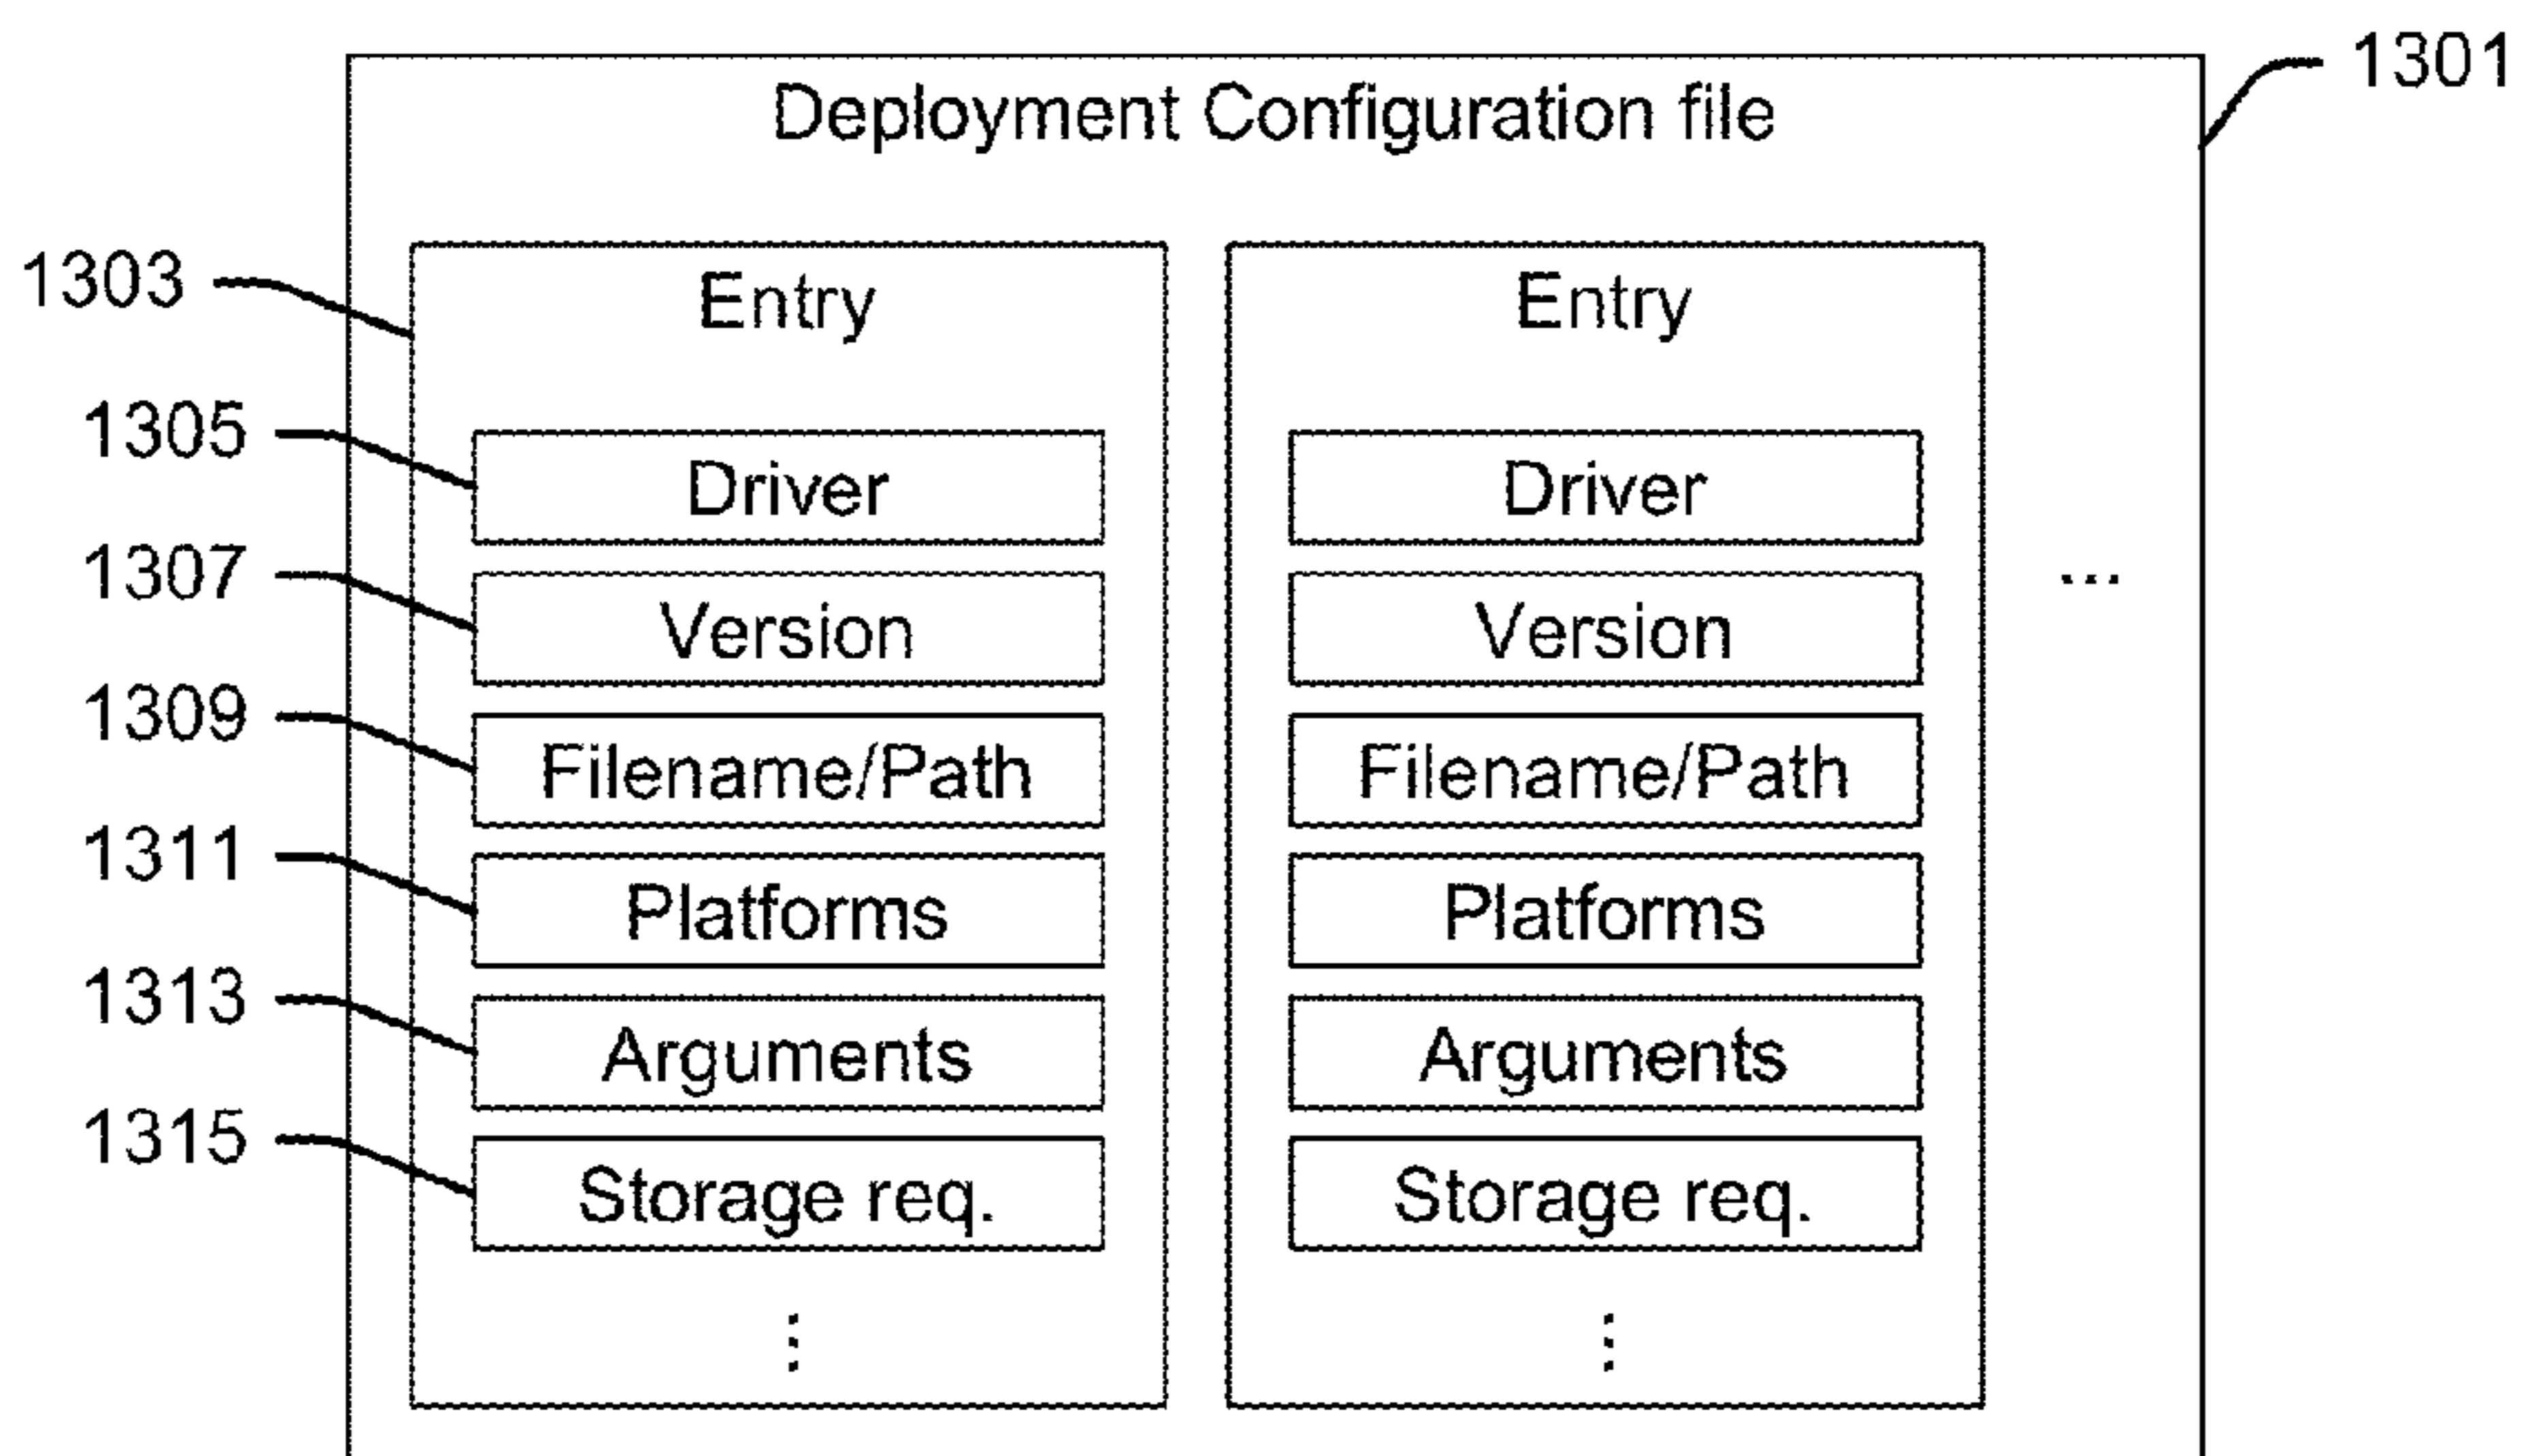 1301
Deployment Configuration file
1303
Entry
Entry
1305
Driver
Driver
1307
Version
Version
...
1309
Filename/Path
Filename/Path
1311
Platforms
Platforms
1313
Arguments
Arguments
1315
Storage req.
Storage req.